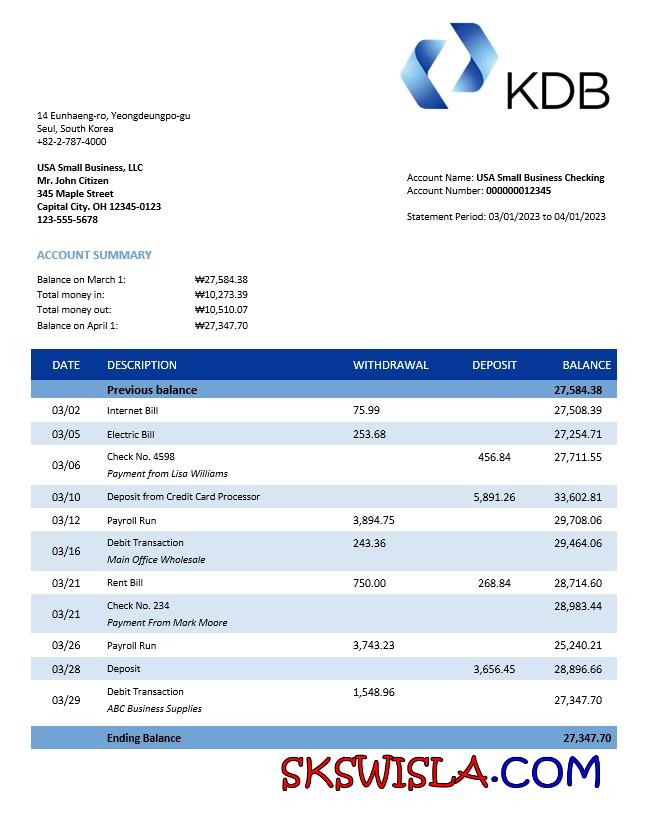 KDB
14 Eunhaeng-ro, Yeongdeungpo-gu
Seul, South Korea
+82-2-787-4000
USA Small Business, LLC
Mr. John Citizen
345 Maple Street
Capital City. OH 12345-0123
123-555-5678
Account Name: USA Small Business Checking
Account Number: 000000012345
Statement Period: 03/01/2023 to 04/01/2023
ACCOUNT SUMMARY
Balance on March 1: ₩27,584.38
Total money in: ₩10,273.39
Total money out: ₩10,510.07
Balance on April 1: ₩27,347.70
DATE DESCRIPTION WITHDRAWAL DEPOSIT BALANCE
Previous balance 27,584.38
03/02 Internet Bill 75.99 27,508.39
03/05 Electric Bill 253.68 27,254.71
03/06 Check No. 4598 456.84 27,711.55
Payment from Lisa Williams
03/10 Deposit from Credit Card Processor 5,891.26 33,602.81
03/12 Payroll Run 3,894.75 29,708.06
03/16 Debit Transaction 243.36 29,464.06
Main Office Wholesale
03/21 Rent Bill 750.00 268.84 28,714.60
03/21 Check No. 234 28,983.44
Payment From Mark Moore
03/26 Payroll Run 3,743.23 25,240.21
03/28 Deposit 3,656.45 28,896.66
03/29 Debit Transaction 1,548.96 27,347.70
ABC Business Supplies
Ending Balance 27,347.70
SKSWISLA.COM